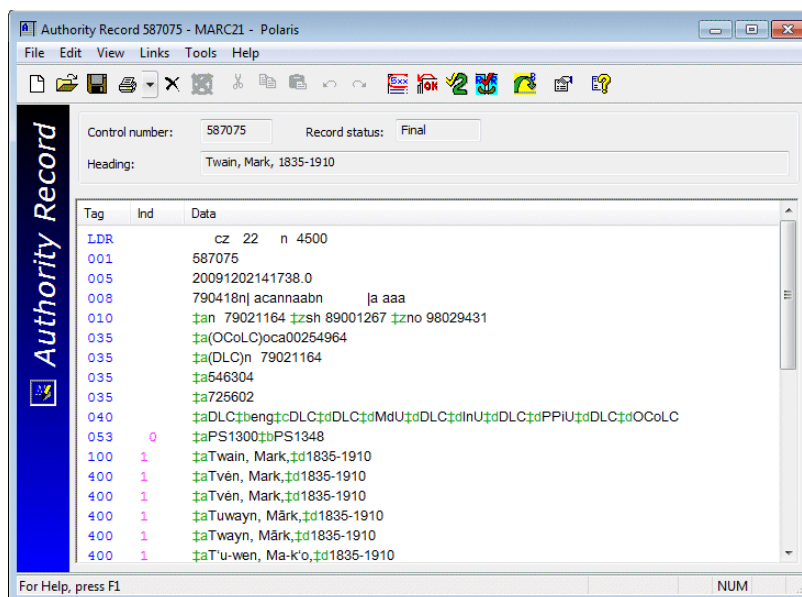 Authority Record 587075 - MARC21 - Polaris
File Edit View Links Tools Help
Authority Record
Control number: 587075 Record status: Final
Heading: Twain, Mark, 1835-1910
Tag Ind Data
LDR cz 22 n 4500
001 587075
005 20091202141738.0
008 790418n| acannaabn |a aaa
010 ‡an 79021164 ‡zsh 89001267 ‡zno 98029431
035 ‡a(OCoLC)oca00254964
035 ‡a(DLC)n 79021164
035 ‡a546304
035 ‡a725602
040 ‡aDLC‡beng‡cDLC‡dDLC‡dMdU‡dDLC‡dInU‡dDLC‡dPPiU‡dDLC‡dOCoLC
053 0 ‡aPS1300‡bPS1348
100 1 ‡aTwain, Mark,‡d1835-1910
400 1 ‡aTvén, Mark,‡d1835-1910
400 1 ‡aTvén, Mark,‡d1835-1910
400 1 ‡aTuwayn, Mārk,‡d1835-1910
400 1 ‡aTwayn, Mārk,‡d1835-1910
400 1 ‡aTʻu-wen, Ma-kʻo,‡d1835-1910
For Help, press F1 NUM